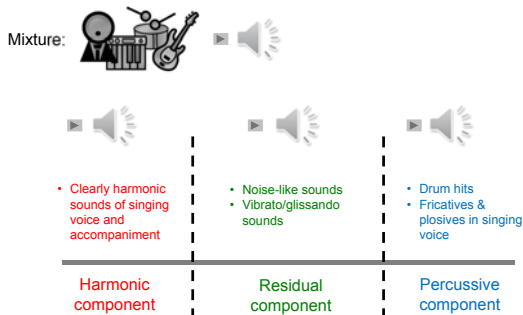 Mixture:
• Clearly harmonic
sounds of singing
voice and
accompaniment
• Noise-like sounds
• Vibrato/glissando
sounds
• Drum hits
• Fricatives &
plosives in singing
voice
Harmonic
component
Residual
component
Percussive
component